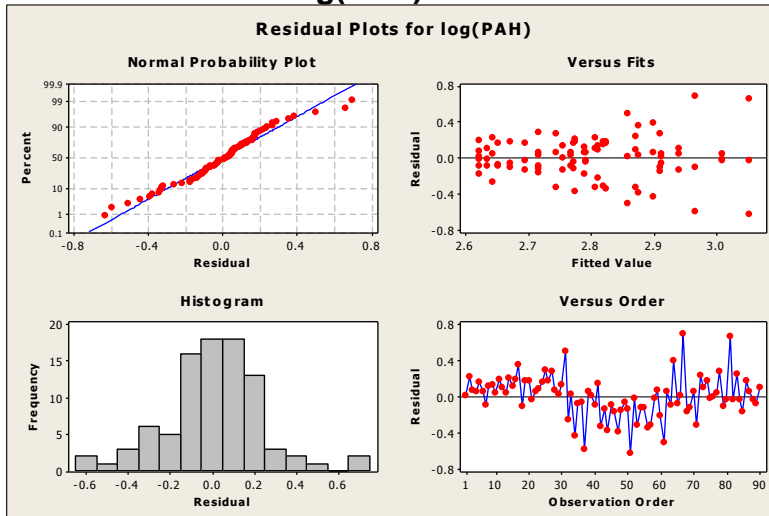 Residual Plots for log(PAH)
Normal Probability Plot
99.9
99
90
50
10
1
0.1
Percent
-0.8 -0.4 0.0 0.4 0.8
Residual
Versus Fits
0.8
0.4
0.0
-0.4
-0.8
Residual
2.6 2.7 2.8 2.9 3.0
Fitted Value
Histogram
20
15
10
5
0
Frequency
-0.6 -0.4 -0.2 0.0 0.2 0.4 0.6
Residual
Versus Order
0.8
0.4
0.0
-0.4
-0.8
Residual
1 10 20 30 40 50 60 70 80 90
Observation Order